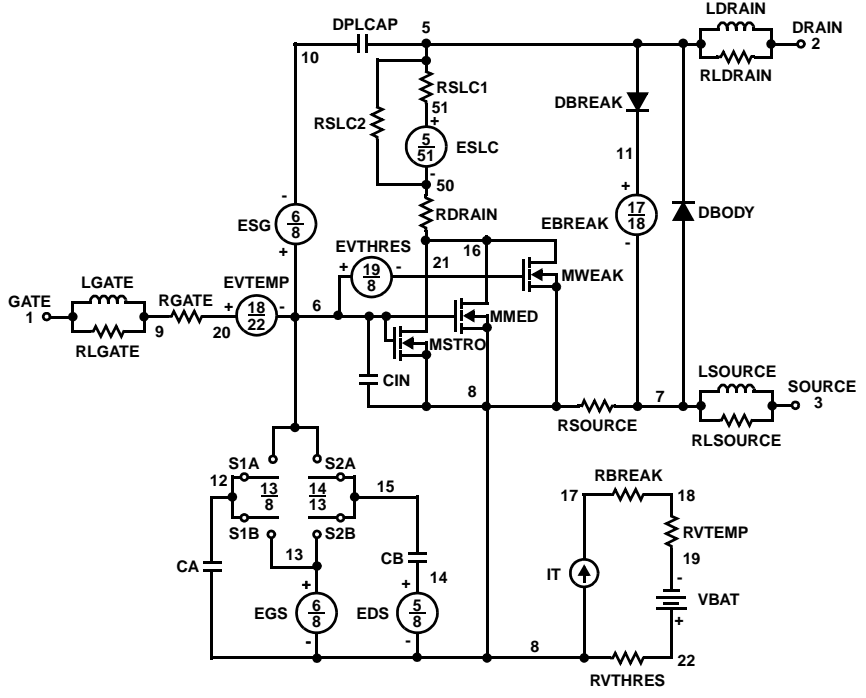 LDRAIN
DPLCAP
5
DRAIN
2
10
RLDRAIN
RSLC1
51
DBREAK
+
RSLC2
5
51
ESLC
11
-
50
-
+
RDRAIN
17
18
EBREAK
DBODY
6
8
ESG
16
-
EVTHRES
+
21
+
19
8
-
MWEAK
LGATE
EVTEMP
GATE
1
RGATE
+
18
22
-
6
MMED
9
20
MSTRO
RLGATE
LSOURCE
CIN
8
7
SOURCE
3
RSOURCE
RLSOURCE
S1A
S2A
12
13
8
14
13
15
RBREAK
17
18
S1B
S2B
RVTEMP
13
CB
19
CA
14
IT
-
+
+
VBAT
EGS
6
8
EDS
5
8
+
-
-
8
22
RVTHRES